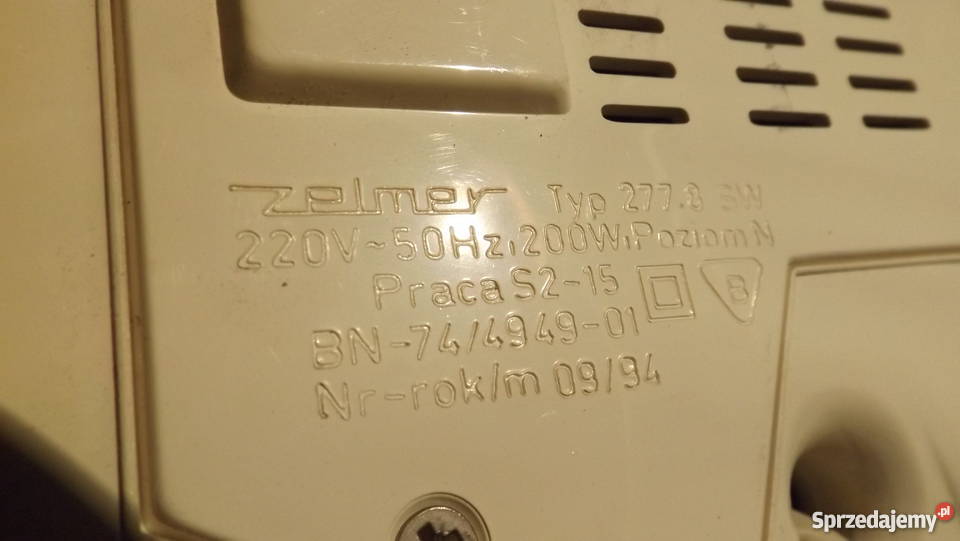 zelmer Typ 277.8 SW
220V~50Hz,200W,Poziom N
Praca S2-15 B
BN-74/4949-01
Nr-rok/m 09/94
Sprzedajemy.pl